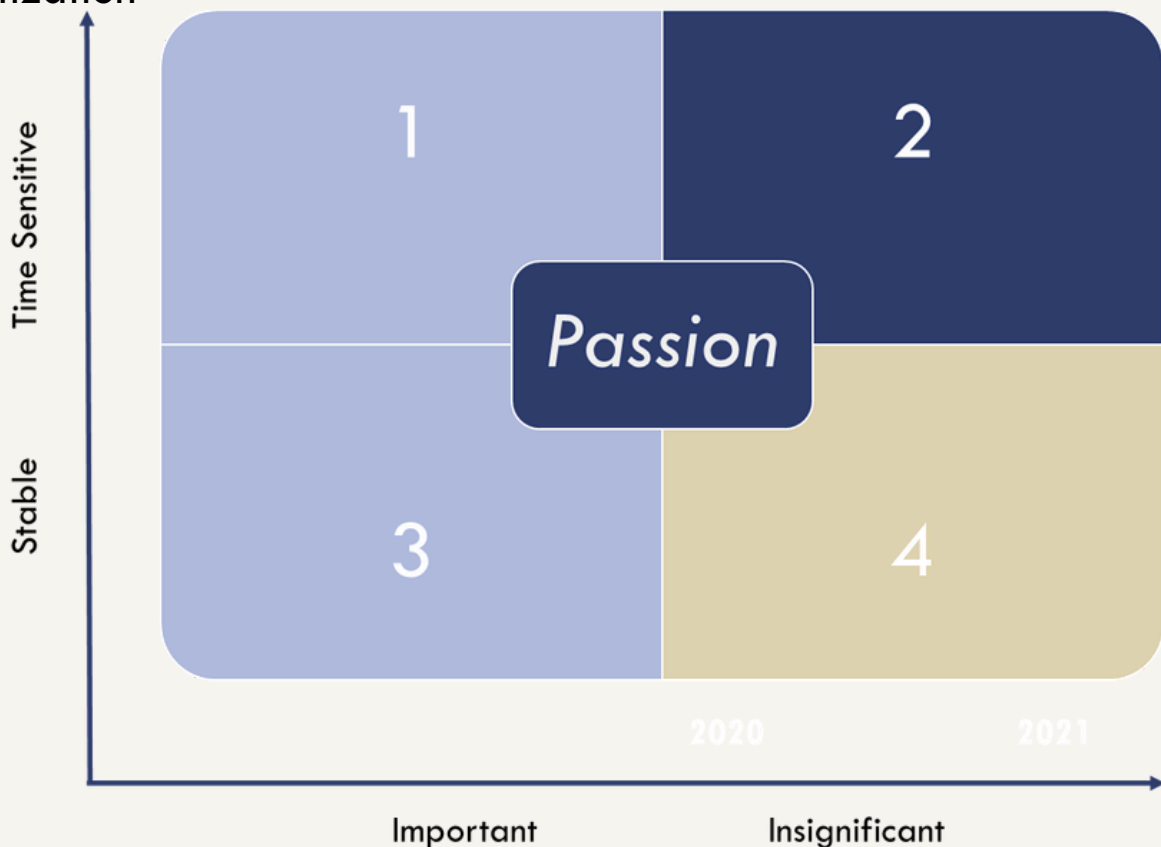 Time Sensitive
1
2
Passion
Stable
3
4
2020
2021
Important
Insignificant